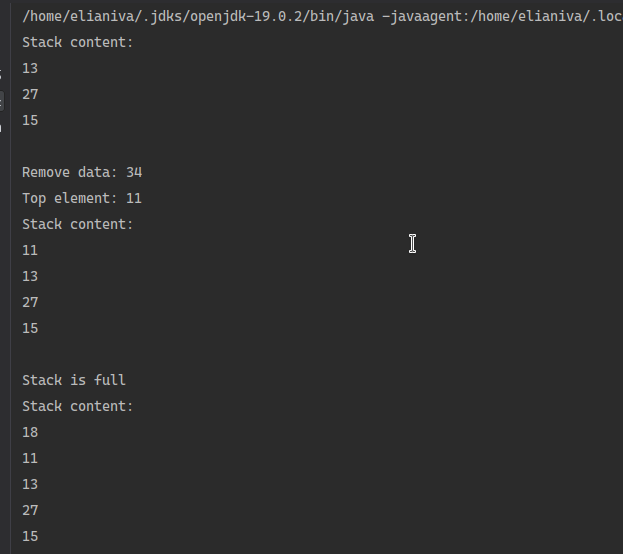 /home/elianiva/.jdks/openjdk-19.0.2/bin/java -javaagent:/home/elianiva/.loc
Stack content:
13
27
15
Remove data: 34
Top element: 11
Stack content:
11
13
27
15
Stack is full
Stack content:
18
11
13
27
15